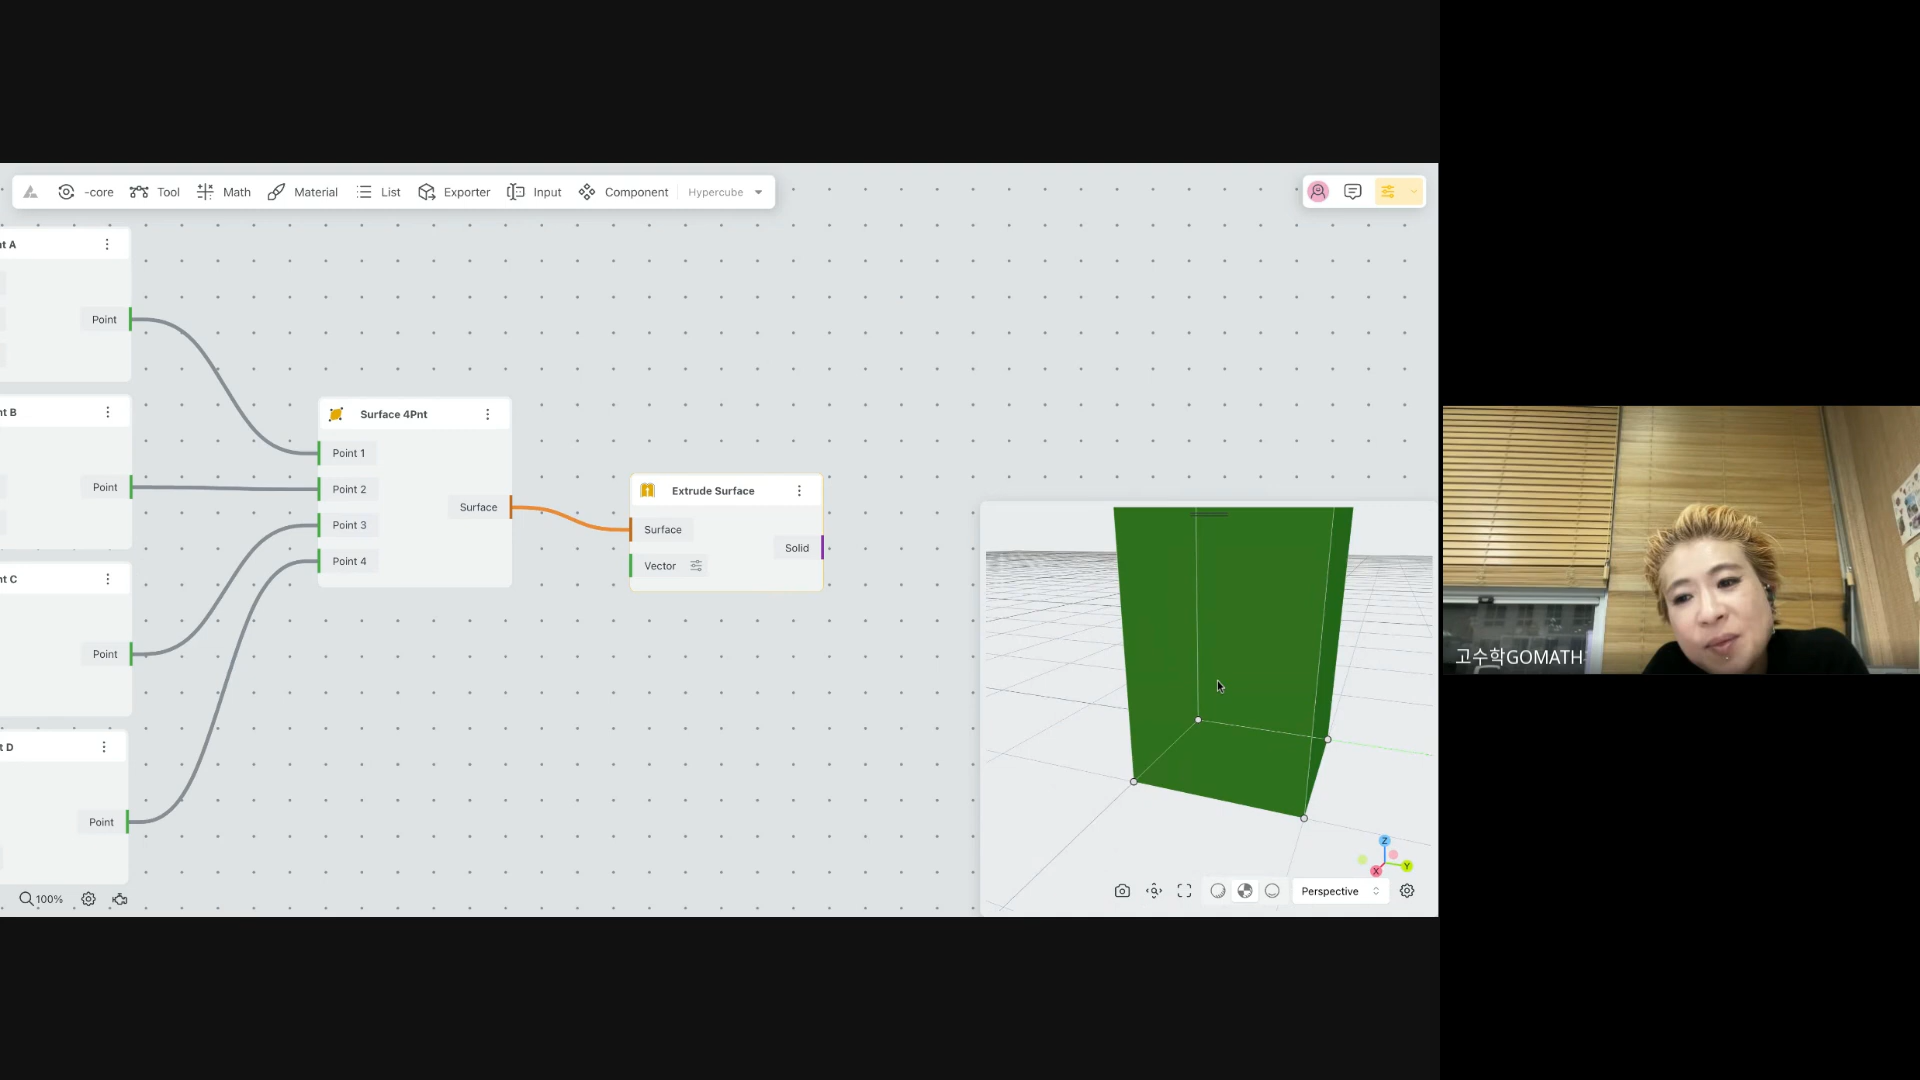 -core Tool Math Material List Exporter Input Component Hypercube
t A
Point
t B
Point
t C
Point
t D
Point
Surface 4Pnt
Point 1
Point 2
Point 3
Point 4
Surface
Extrude Surface
Surface
Vector
Solid
Z
Y
X
Perspective
100%
고수학GOMATH